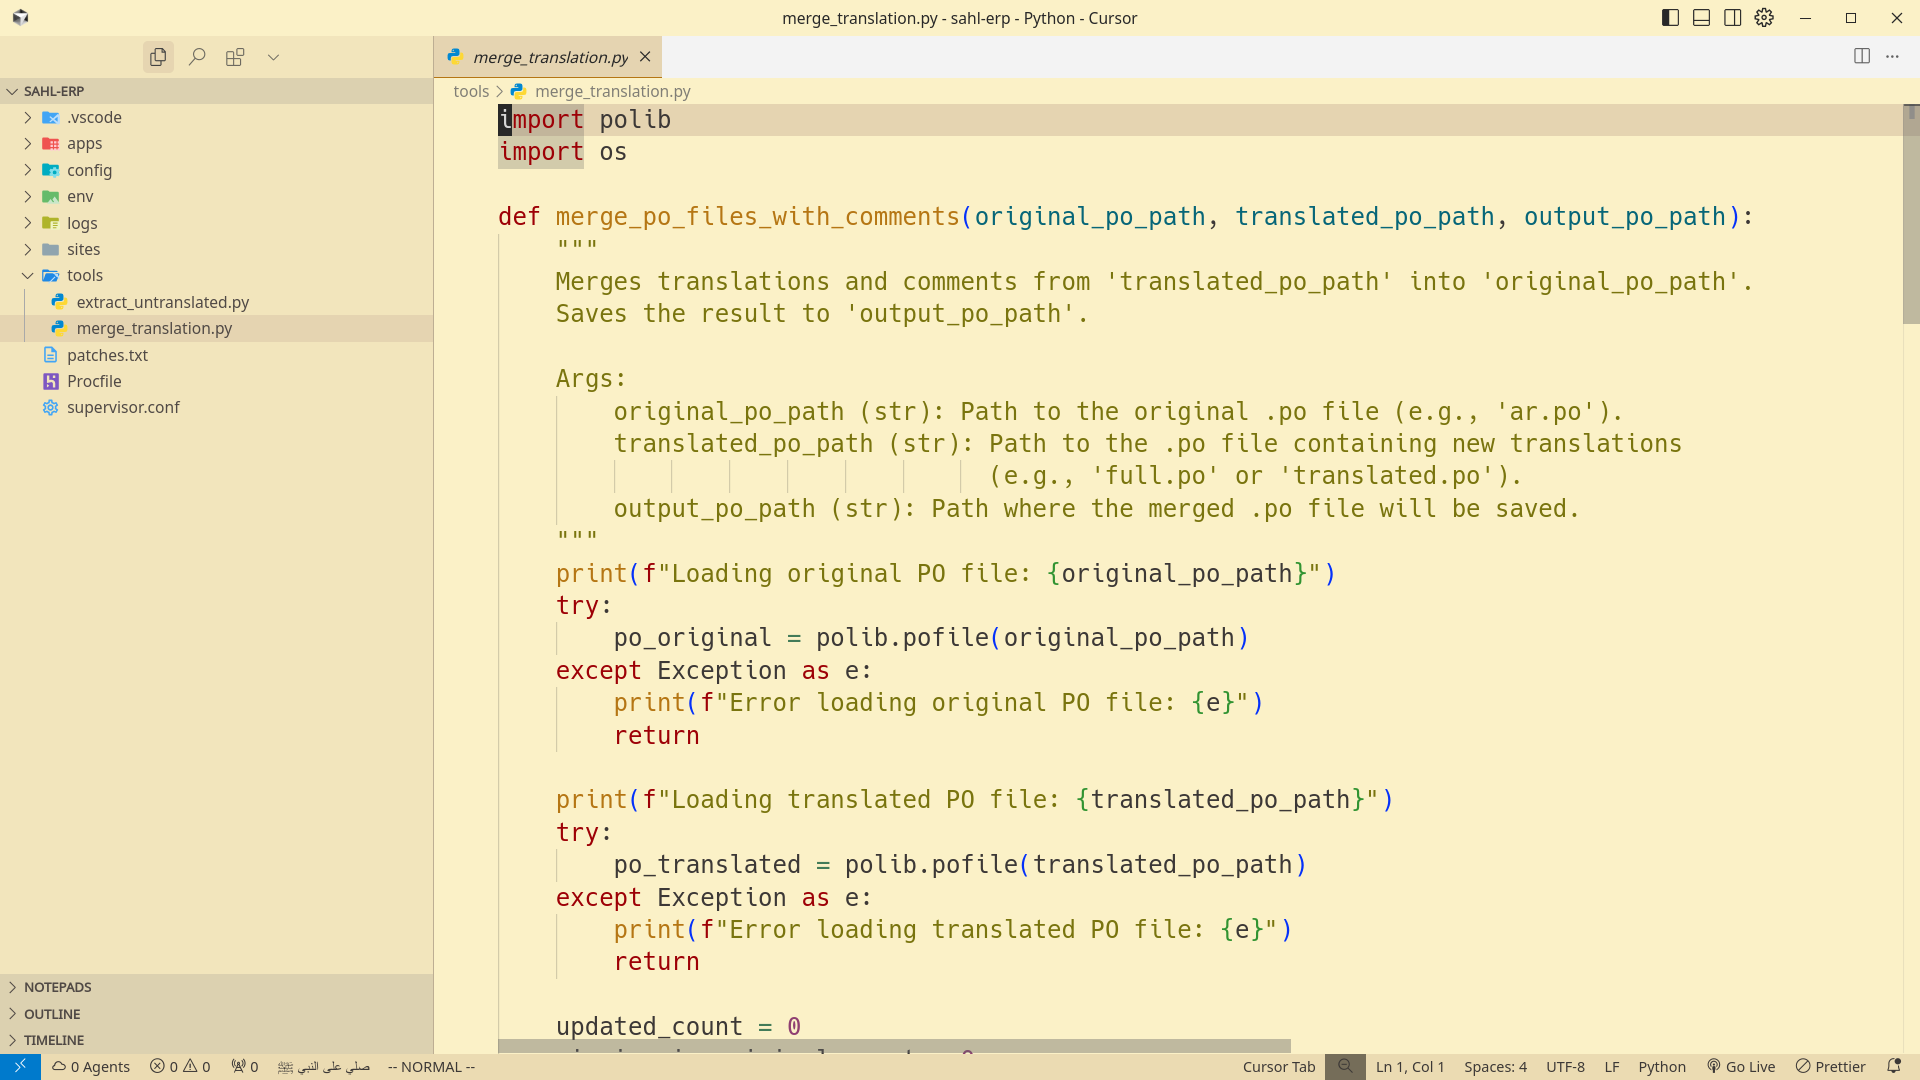 merge_translation.py - sahl-erp - Python - Cursor
merge_translation.py
SAHL-ERP
.vscode
apps
config
env
logs
sites
tools
extract_untranslated.py
merge_translation.py
patches.txt
Procfile
supervisor.conf
NOTEPADS
OUTLINE
TIMELINE
tools > merge_translation.py
import polib
import os
def merge_po_files_with_comments(original_po_path, translated_po_path, output_po_path):
"""
Merges translations and comments from 'translated_po_path' into 'original_po_path'.
Saves the result to 'output_po_path'.
Args:
original_po_path (str): Path to the original .po file (e.g., 'ar.po').
translated_po_path (str): Path to the .po file containing new translations
(e.g., 'full.po' or 'translated.po').
output_po_path (str): Path where the merged .po file will be saved.
"""
print(f"Loading original PO file: {original_po_path}")
try:
po_original = polib.pofile(original_po_path)
except Exception as e:
print(f"Error loading original PO file: {e}")
return
print(f"Loading translated PO file: {translated_po_path}")
try:
po_translated = polib.pofile(translated_po_path)
except Exception as e:
print(f"Error loading translated PO file: {e}")
return
updated_count = 0
0 Agents 0 0 0 صلي على النبي ﷺ -- NORMAL -- Cursor Tab Ln 1, Col 1 Spaces: 4 UTF-8 LF Python Go Live Prettier